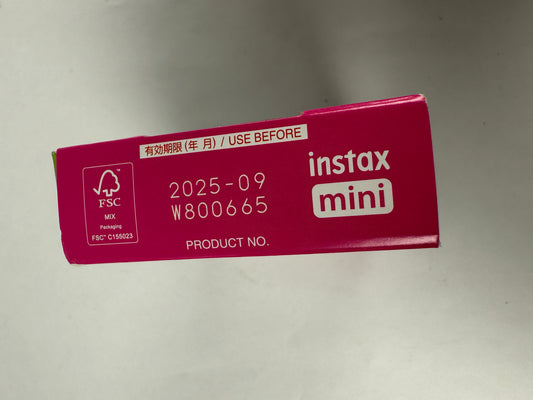 有効期限 (年 月) / USE BEFORE
instax
mini
2025-09
W800665
PRODUCT NO.
FSC
MIX
Packaging
FSC™ C155023